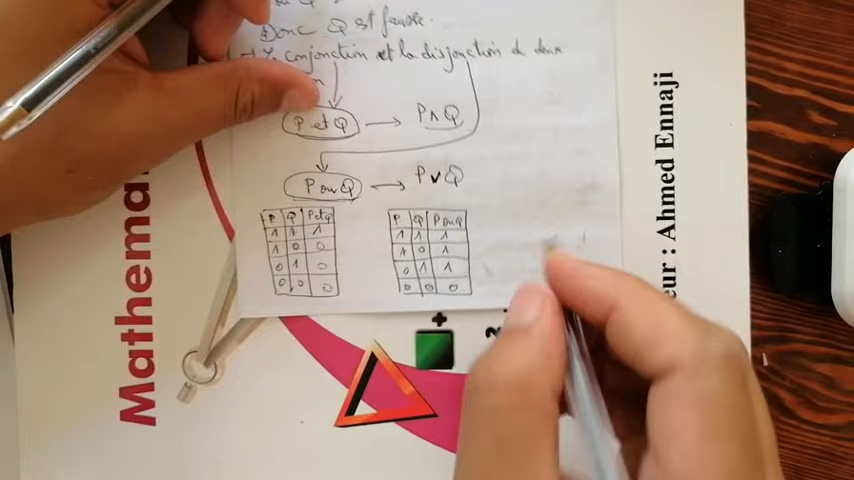 Donc Q est fausse.
conjonction et la disjonction de deux
P et Q → P ∧ Q
P ou Q → P ∨ Q
P Q P et Q
1 1 1
1 0 0
0 1 0
0 0 0
P Q P ou Q
1 1 1
1 0 1
0 1 1
0 0 0
Mathéma
: Ahmed Ennaji